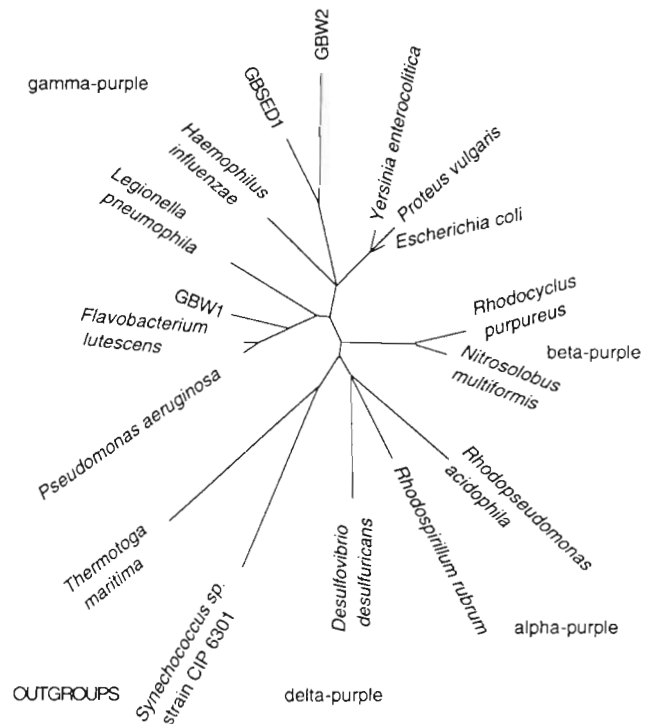 GBW2
gamma-purple
GBSED1
Yersinia enterocolitica
Haemophilus
influenzae
Proteus vulgaris
Escherichia coli
Legionella
pneumophila
GBW1
Flavobacterium
lutescens
Rhodocyclus
purpureus
beta-purple
Nitrosolobus
multiformis
Pseudomonas aeruginosa
Rhodopseudomonas
acidophila
Rhodospirillum rubrum
Desulfovibrio
desulfuricans
Thermotoga
maritima
Synechococcus sp.
strain CIP 6301
alpha-purple
OUTGROUPS
delta-purple